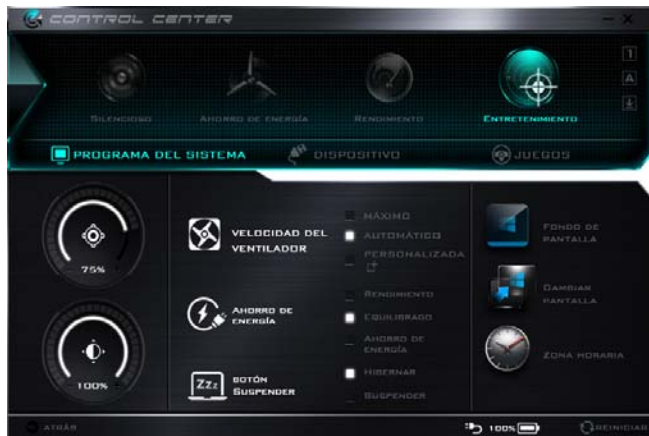 CONTROL CENTER
1
A
SILENCIOSO
AHORRO DE ENERGÍA
RENDIMIENTO
ENTRETENIMIENTO
PROGRAMA DEL SISTEMA
DISPOSITIVO
JUEGOS
75%
100%
VELOCIDAD DEL
VENTILADOR
MÁXIMO
AUTOMÁTICO
PERSONALIZADA
AHORRO DE
ENERGÍA
RENDIMIENTO
EQUILIBRADO
AHORRO DE
ENERGÍA
Zzz
BOTÓN
SUSPENDER
HIBERNAR
SUSPENDER
FONDO DE
PANTALLA
CAMBIAR
PANTALLA
ZONA HORARIA
ATRÁS
100%
REINICIAR